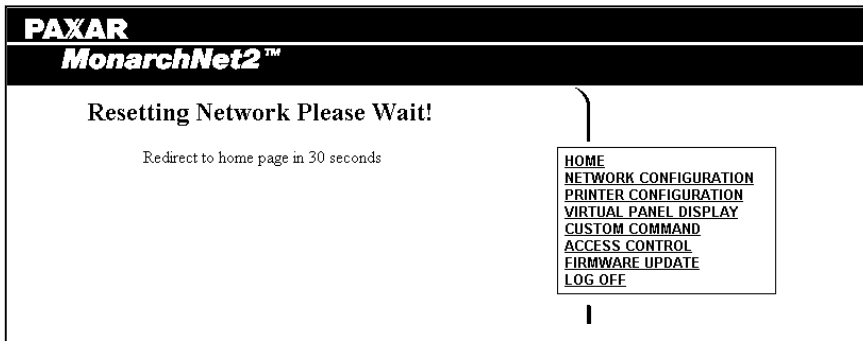 PAXAR
MonarchNet2™
Resetting Network Please Wait!
Redirect to home page in 30 seconds
HOME
NETWORK CONFIGURATION
PRINTER CONFIGURATION
VIRTUAL PANEL DISPLAY
CUSTOM COMMAND
ACCESS CONTROL
FIRMWARE UPDATE
LOG OFF